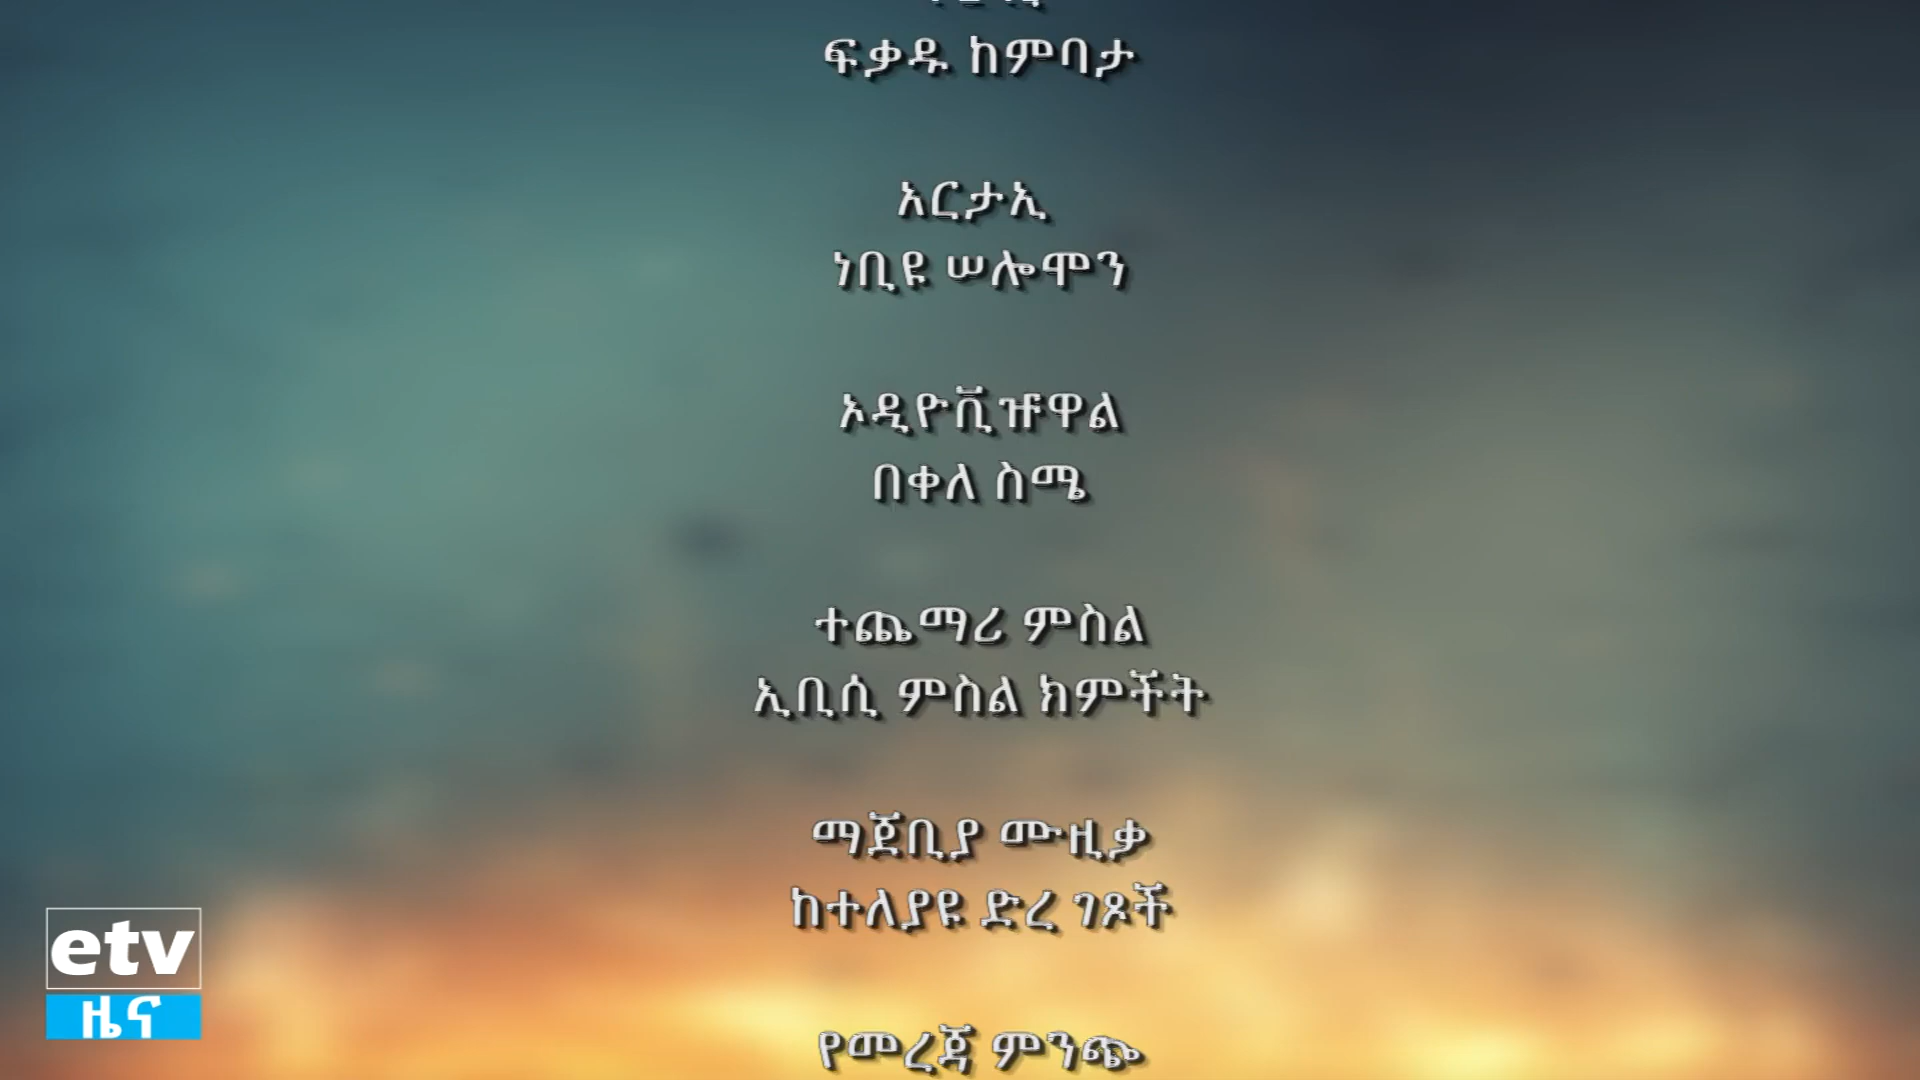 ፍቃዱ ከምባታ
አርታኢ
ነቢዩ ሠሎሞን
ኦዲዮቪዡዋል
በቀለ ስሜ
ተጨማሪ ምስል
ኢቢሲ ምስል ክምችት
ማጀቢያ ሙዚቃ
ከተለያዩ ድረ ገጾች
የመረጃ ምንጭ
etv
ዜና